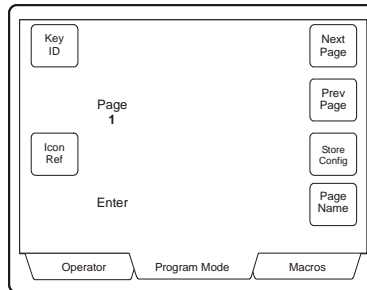 Key
ID
Next
Page
Page
1
Prev
Page
Icon
Ref
Store
Config
Enter
Page
Name
Operator
Program Mode
Macros